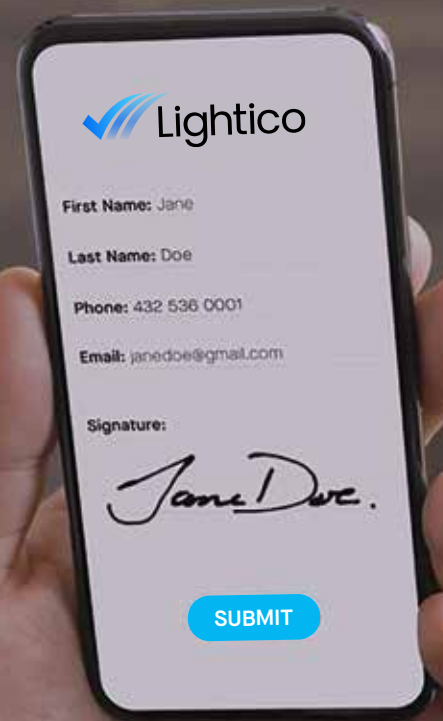 Lightico
First Name: Jane
Last Name: Doe
Phone: 432 536 0001
Email: janedoe@gmail.com
Signature:
Jane Doe.
SUBMIT